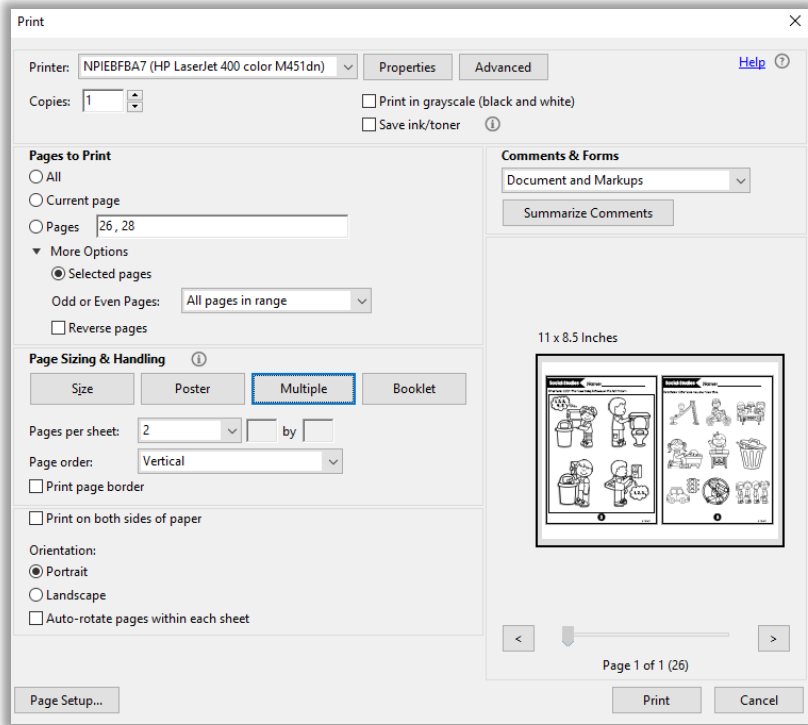 Print
Printer: NPIEBFBA7 (HP LaserJet 400 color M451dn) Properties Advanced Help
Copies: 1 Print in grayscale (black and white)
Save ink/toner
Pages to Print
All
Current page
Pages 26 , 28
More Options
Selected pages
Odd or Even Pages: All pages in range
Reverse pages
Comments & Forms
Document and Markups
Summarize Comments
Page Sizing & Handling
Size Poster Multiple Booklet
Pages per sheet: 2 by
Page order: Vertical
Print page border
Print on both sides of paper
Orientation:
Portrait
Landscape
Auto-rotate pages within each sheet
11 x 8.5 Inches
Social Studies Name: Social Studies Name:
< >
Page 1 of 1 (26)
Page Setup... Print Cancel